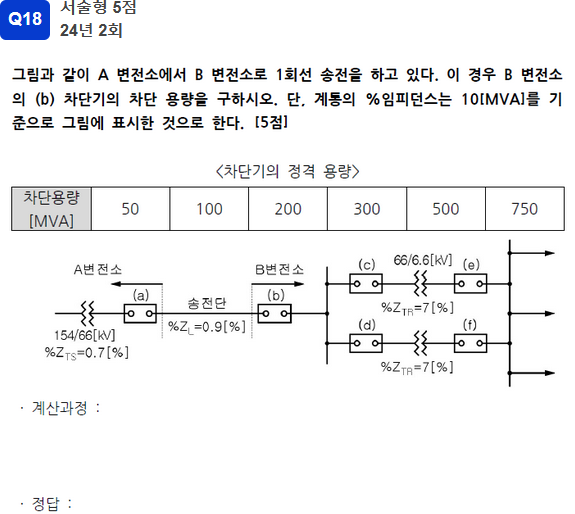 Q18
서술형 5점
24년 2회
그림과 같이 A 변전소에서 B 변전소로 1회선 송전을 하고 있다. 이 경우 B 변전소
의 (b) 차단기의 차단 용량을 구하시오. 단, 계통의 %임피던스는 10[MVA]를 기
준으로 그림에 표시한 것으로 한다. [5점]
<차단기의 정격 용량>
차단용량 [MVA] 50 100 200 300 500 750
A변전소 B변전소 (c) 66/6.6[kV] (e)
(a) 송전단 (b)
%Z_TR=7[%]
154/66[kV] %Z_L=0.9[%] (d) (f)
%Z_TS=0.7[%]
%Z_TR=7[%]
· 계산과정 :
· 정답 :